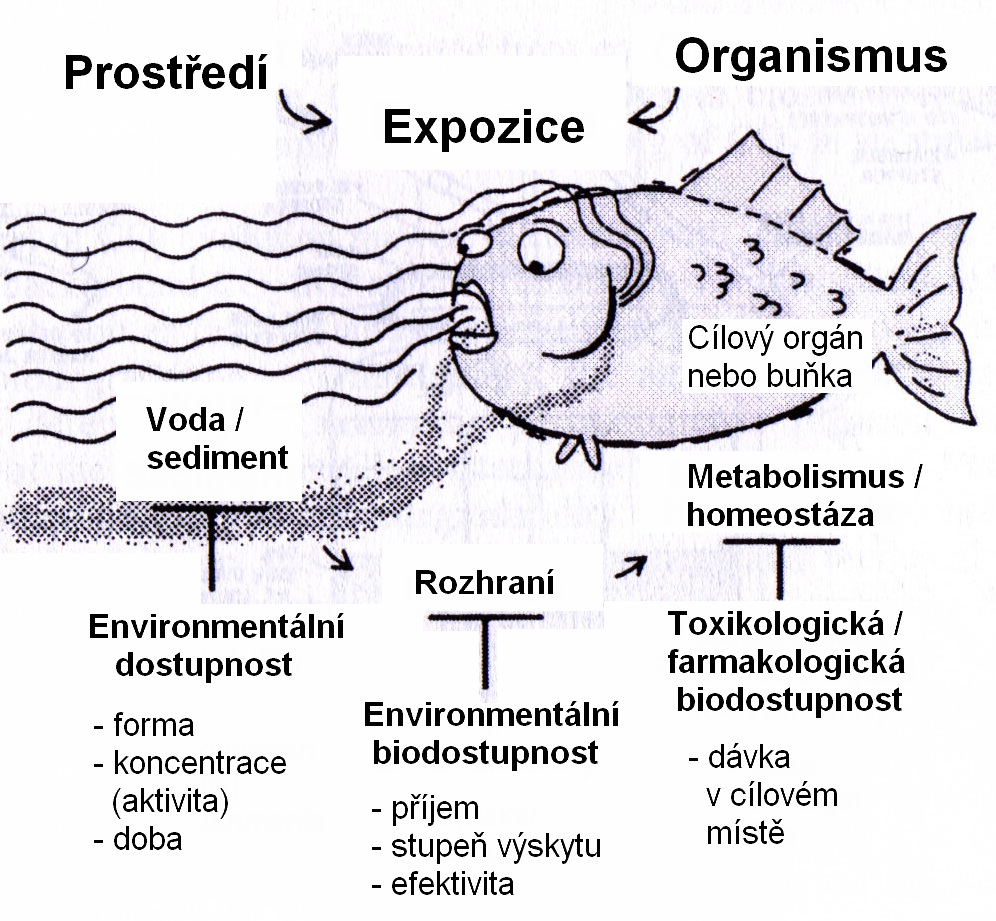 Prostředí
Organismus
Expozice
Cílový orgán
nebo buňka
Voda /
sediment
Metabolismus /
homeostáza
Rozhraní
Environmentální
dostupnost
- forma
- koncentrace
(aktivita)
- doba
Environmentální
biodostupnost
- příjem
- stupeň výskytu
- efektivita
Toxikologická /
farmakologická
biodostupnost
- dávka
v cílovém
místě